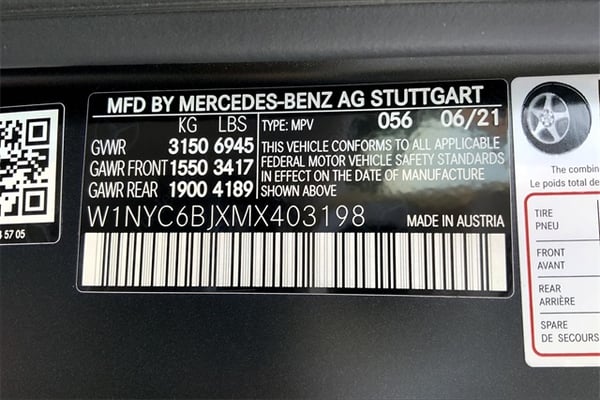 MFD BY MERCEDES-BENZ AG STUTTGART
KG LBS
TYPE: MPV 056 06/21
GVWR 3150 6945
GAWR FRONT 1550 3417
GAWR REAR 1900 4189
THIS VEHICLE CONFORMS TO ALL APPLICABLE
FEDERAL MOTOR VEHICLE SAFETY STANDARDS
IN EFFECT ON THE DATE OF MANUFACTURE
SHOWN ABOVE.
W1NYC6BJXMX403198
MADE IN AUSTRIA
5705
The combin
Le poids total de
TIRE
PNEU
FRONT
AVANT
REAR
ARRIÈRE
SPARE
DE SECOURS